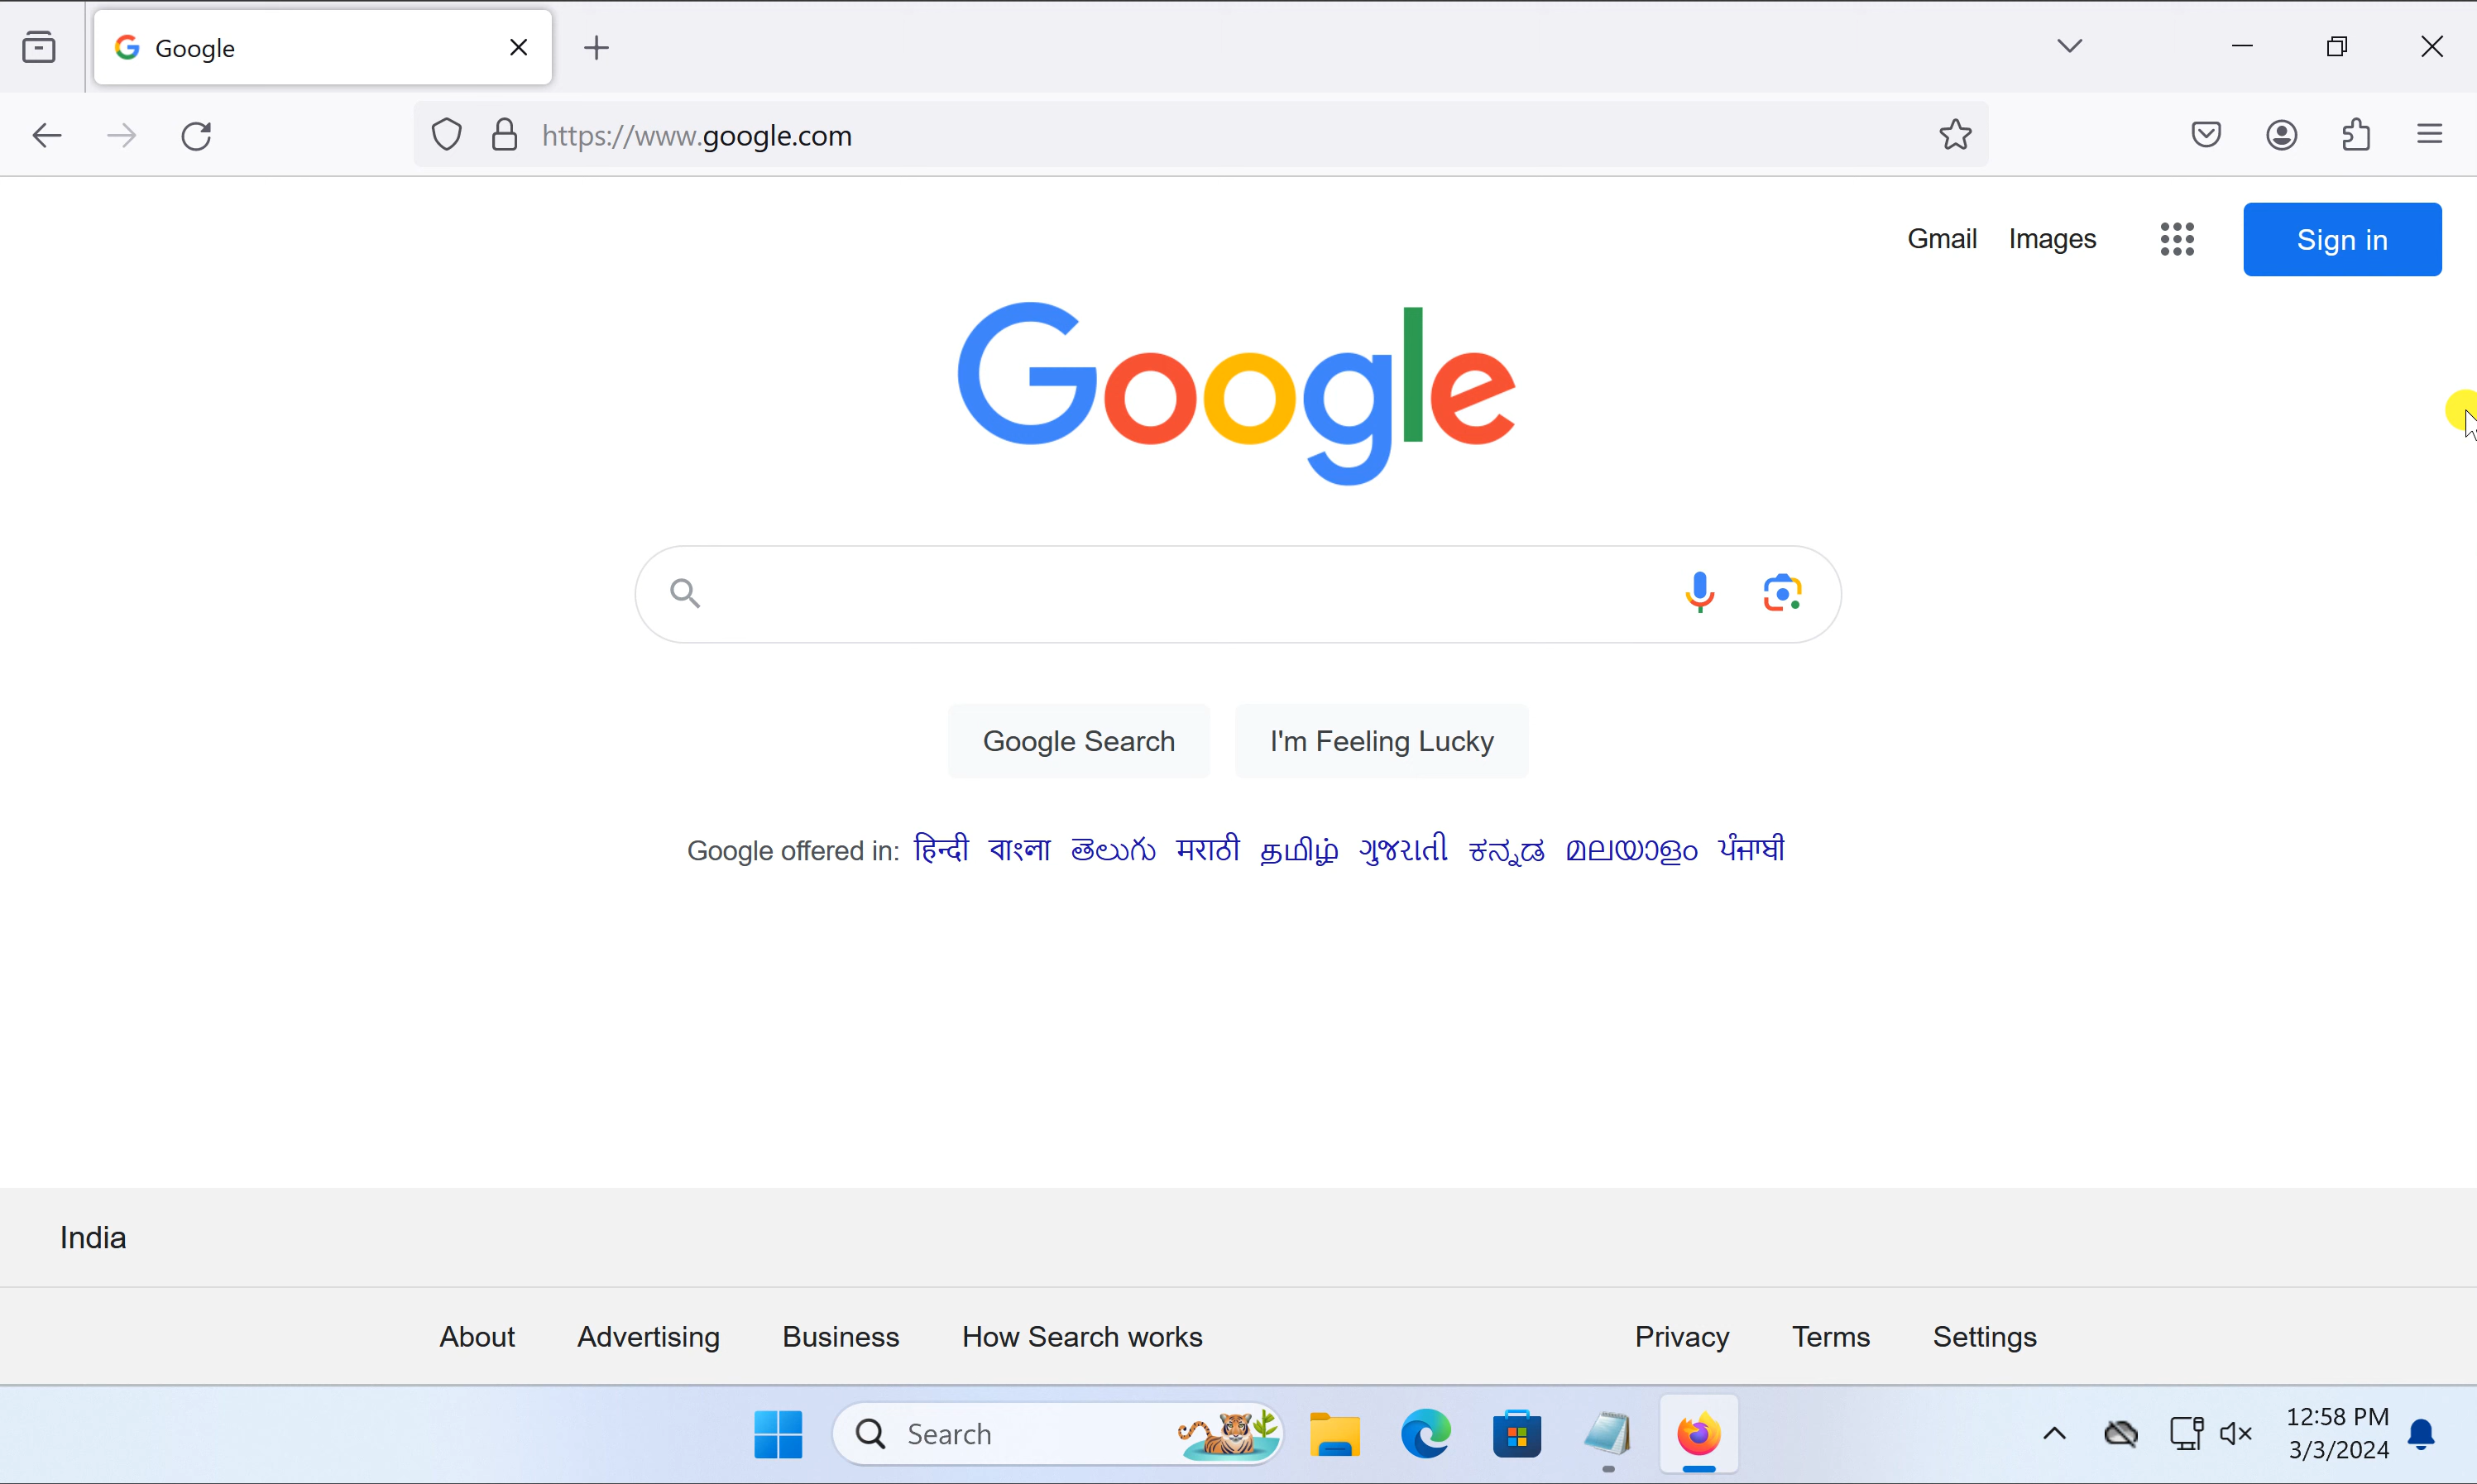 Google
https://www.google.com
Gmail Images Sign in
Google
Google Search I'm Feeling Lucky
Google offered in: हिन्दी বাংলা తెలుగు मराठी தமிழ் ગુજરાતી ಕನ್ನಡ മലയാളം ਪੰਜਾਬੀ
India
About Advertising Business How Search works Privacy Terms Settings
Search
12:58 PM
3/3/2024